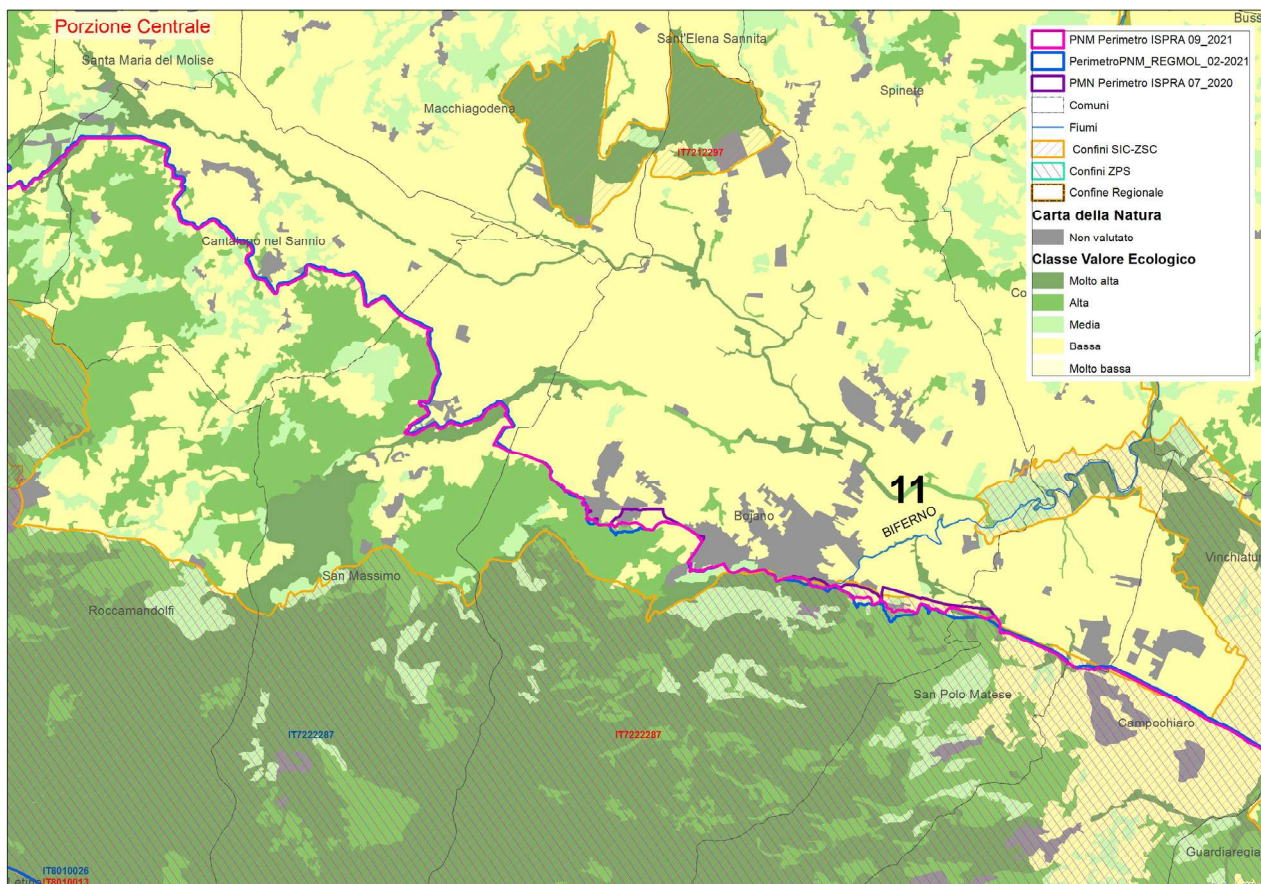 Porzione Centrale
Santa Maria del Molise
Sant'Elena Sannita
Macchiagodena
Spinete
Buss
PNM Perimetro ISPRA 09_2021
PerimetroPNM_REGMOL_02-2021
PMN Perimetro ISPRA 07_2020
Comuni
Fiumi
Confini SIC-ZSC
Confini ZPS
Confine Regionale
Carta della Natura
Non valutato
Classe Valore Ecologico
Molto alta
Alta
Media
Bassa
Molto bassa
IT7212297
Cantalupo nel Sannio
Co
11
BIFERNO
Bojano
Vinchiatur
San Massimo
Roccamandolfi
San Polo Matese
Campochiaro
IT7222287
IT7222287
Guardiaregia
IT8010026
Letino
IT8010013